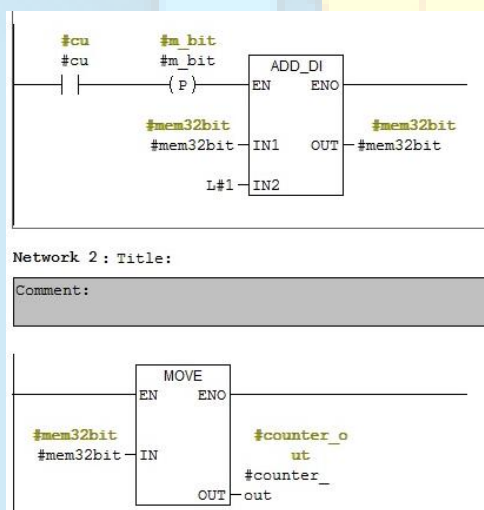 #cu #m_bit
#cu #m_bit
ADD_DI
(P)
EN ENO
#mem32bit #mem32bit
#mem32bit IN1 OUT #mem32bit
L#1 IN2
Network 2 : Title:
Comment:
MOVE
EN ENO
#mem32bit #counter_o
#mem32bit IN ut
#counter_
OUT out